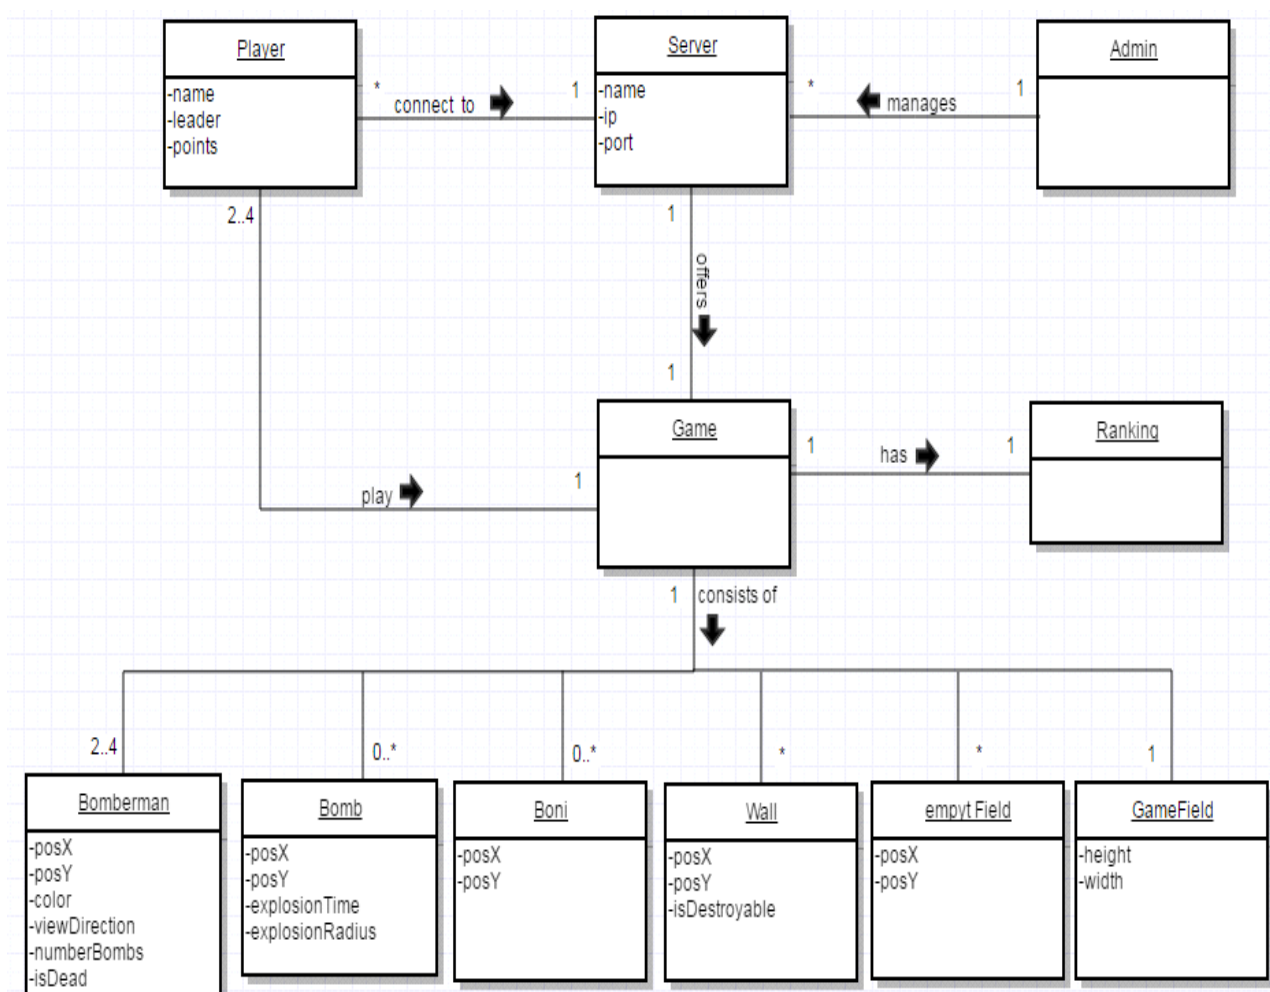 Player
-name
-leader
-points
* connect to 1
Server
-name
-ip
-port
* manages 1
Admin
2..4
1
offers
1
play 1
Game
1 has 1
Ranking
1 consists of
2..4
0..*
0..*
*
*
1
Bomberman
-posX
-posY
-color
-viewDirection
-numberBombs
-isDead
Bomb
-posX
-posY
-explosionTime
-explosionRadius
Boni
-posX
-posY
Wall
-posX
-posY
-isDestroyable
empyt Field
-posX
-posY
GameField
-height
-width